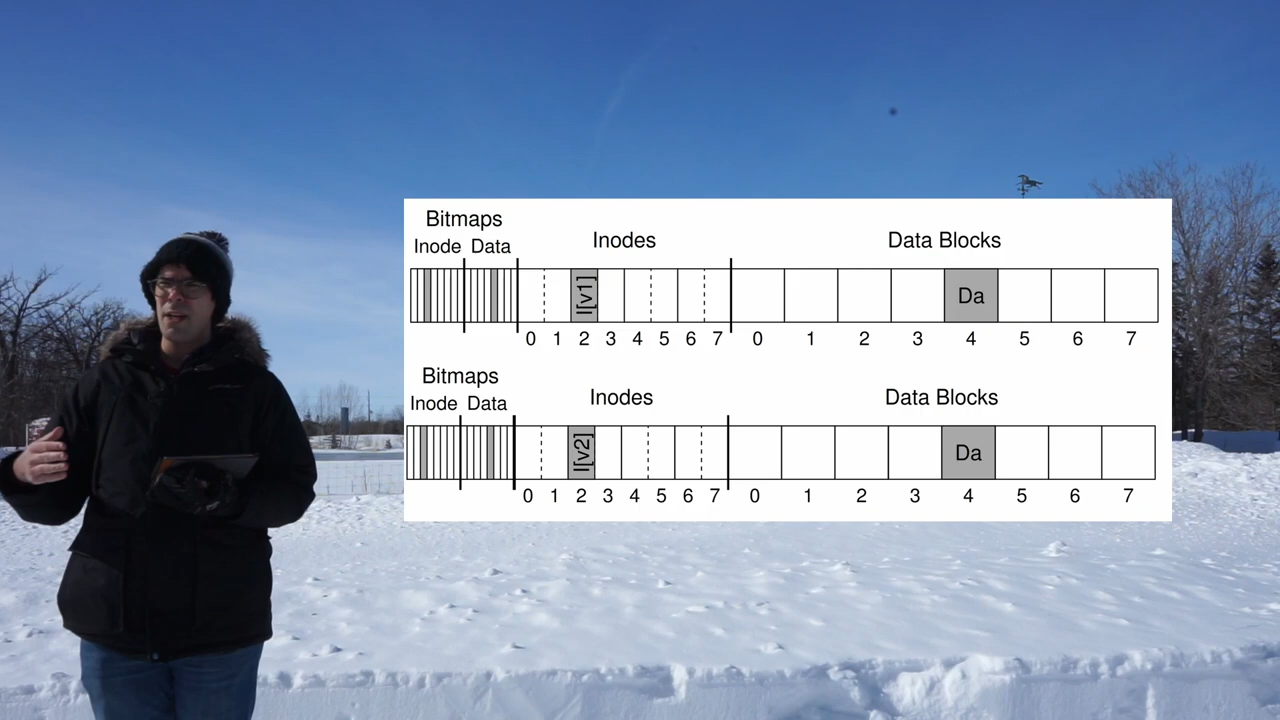 Bitmaps
Inode Data
Inodes
Data Blocks
I[v1]
Da
0 1 2 3 4 5 6 7 0 1 2 3 4 5 6 7
Bitmaps
Inode Data
Inodes
Data Blocks
I[v2]
Da
0 1 2 3 4 5 6 7 0 1 2 3 4 5 6 7